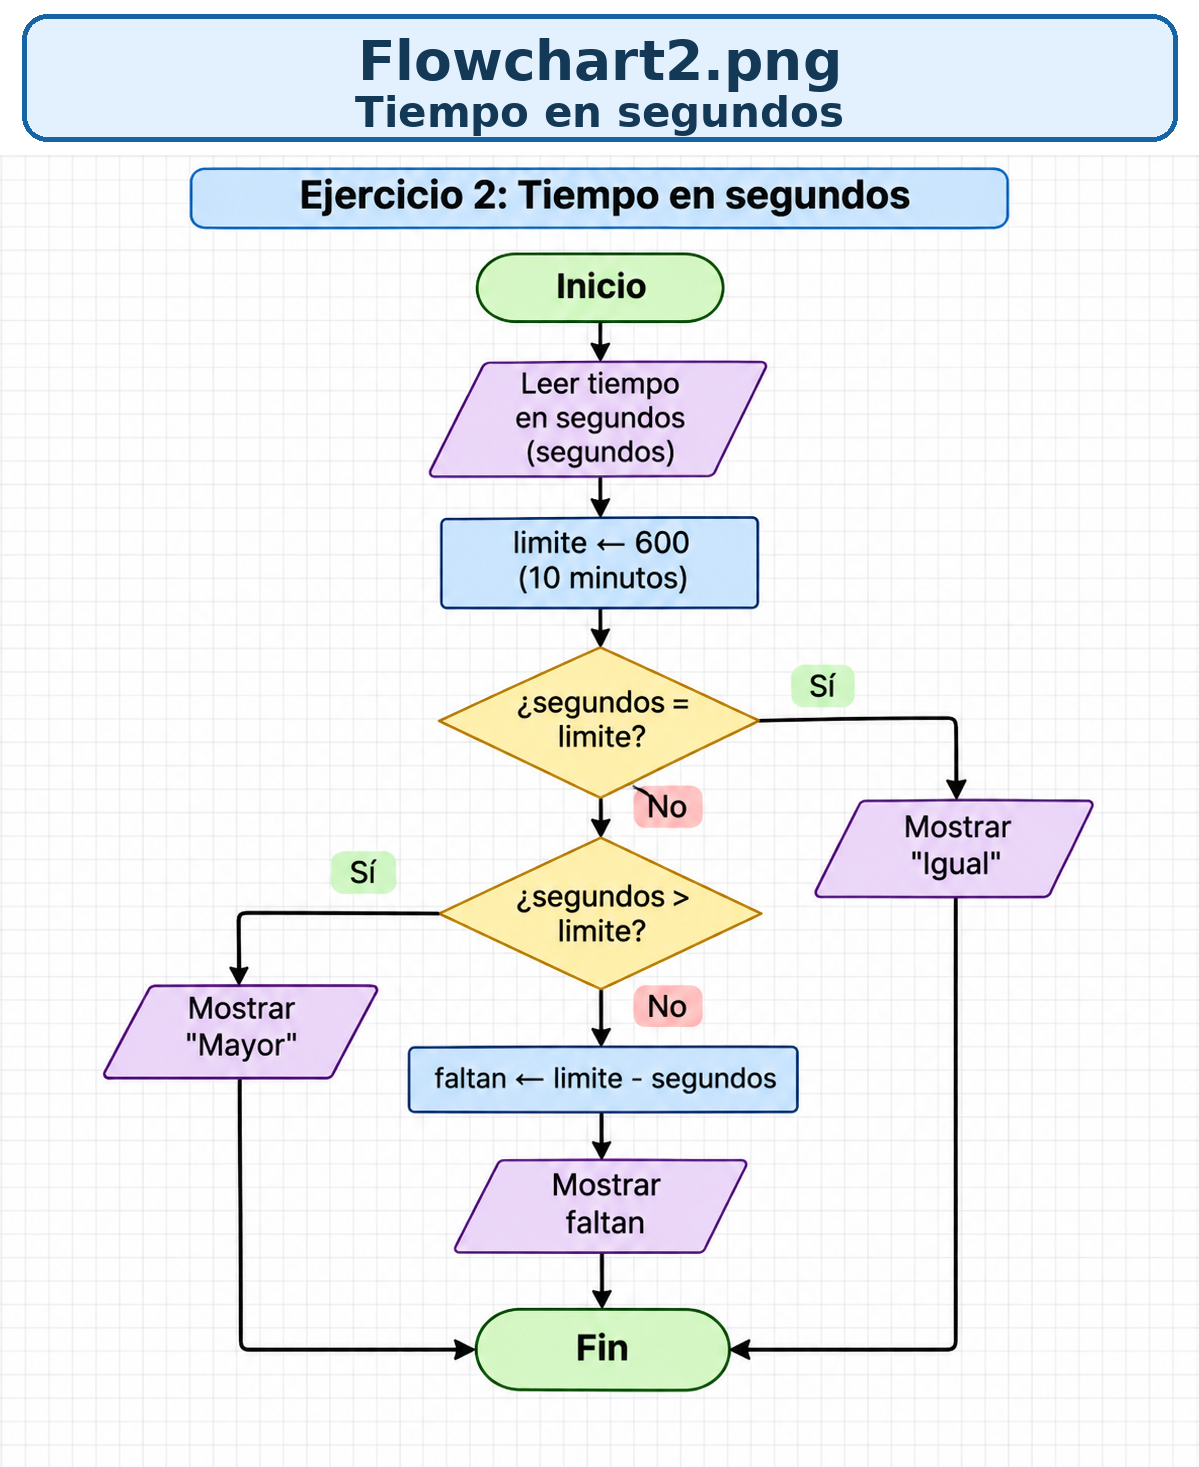 Flowchart2.png
Tiempo en segundos
Ejercicio 2: Tiempo en segundos
Inicio
Leer tiempo
en segundos
(segundos)
limite ← 600
(10 minutos)
¿segundos =
limite?
Sí
No
Mostrar
"Igual"
¿segundos >
limite?
Sí
Mostrar
"Mayor"
No
faltan ← limite - segundos
Mostrar
faltan
Fin